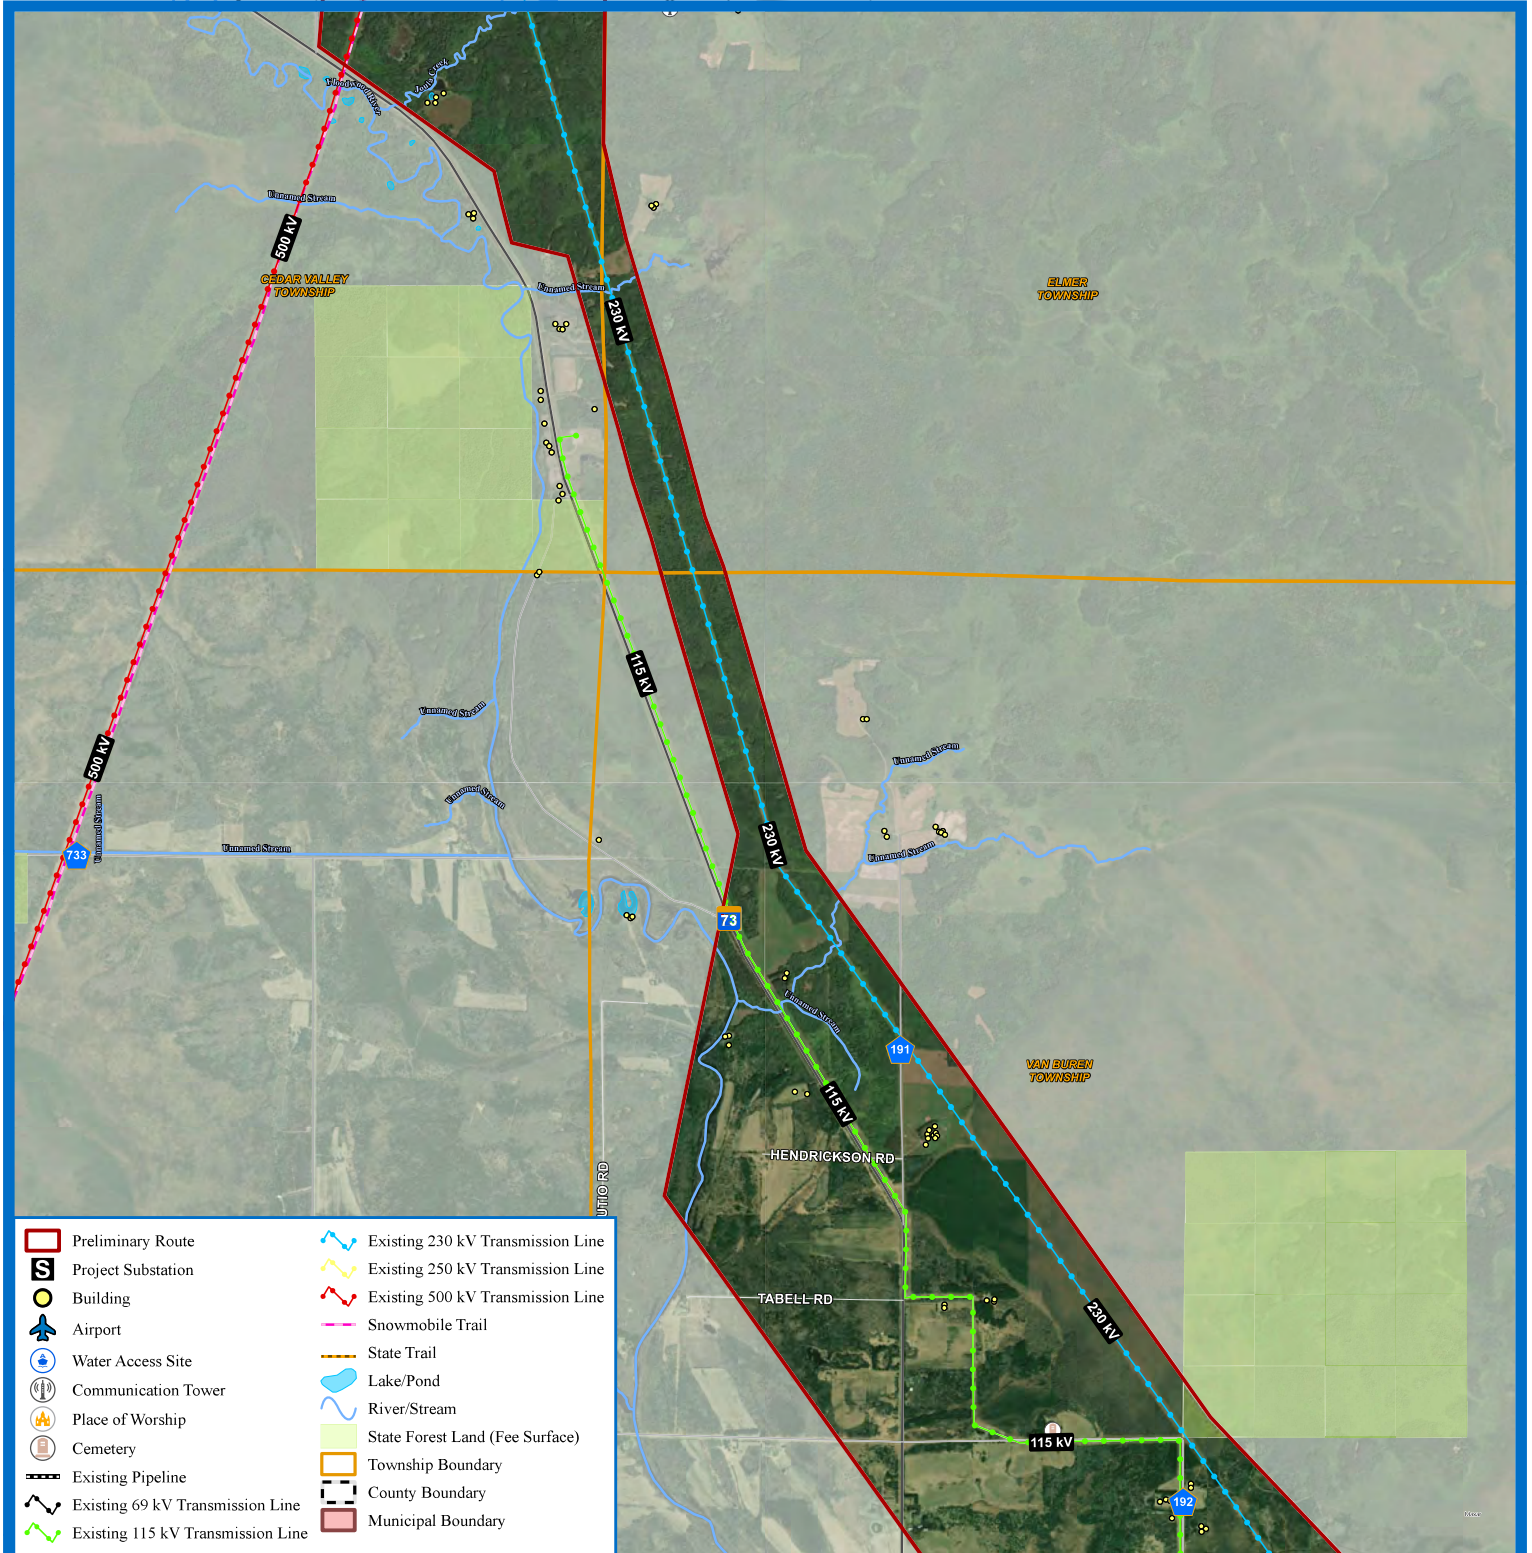 Jouls Creek
Floodwood River
Unnamed Stream
500 kV
CEDAR VALLEY
TOWNSHIP
ELMER
TOWNSHIP
Unnamed Stream
230 kV
115 kV
Unnamed Stream
500 kV
Unnamed Stream
Unnamed Stream
Unnamed Stream
733
Unnamed Stream
230 kV
Unnamed Stream
73
Unnamed Stream
191
VAN BUREN
TOWNSHIP
115 kV
HENDRICKSON RD
UTIO RD
TABELL RD
230 kV
115 kV
192
Preliminary Route
Project Substation
S
Building
Airport
Water Access Site
Communication Tower
Place of Worship
Cemetery
Existing Pipeline
Existing 69 kV Transmission Line
Existing 115 kV Transmission Line
Existing 230 kV Transmission Line
Existing 250 kV Transmission Line
Existing 500 kV Transmission Line
Snowmobile Trail
State Trail
Lake/Pond
River/Stream
State Forest Land (Fee Surface)
Township Boundary
County Boundary
Municipal Boundary